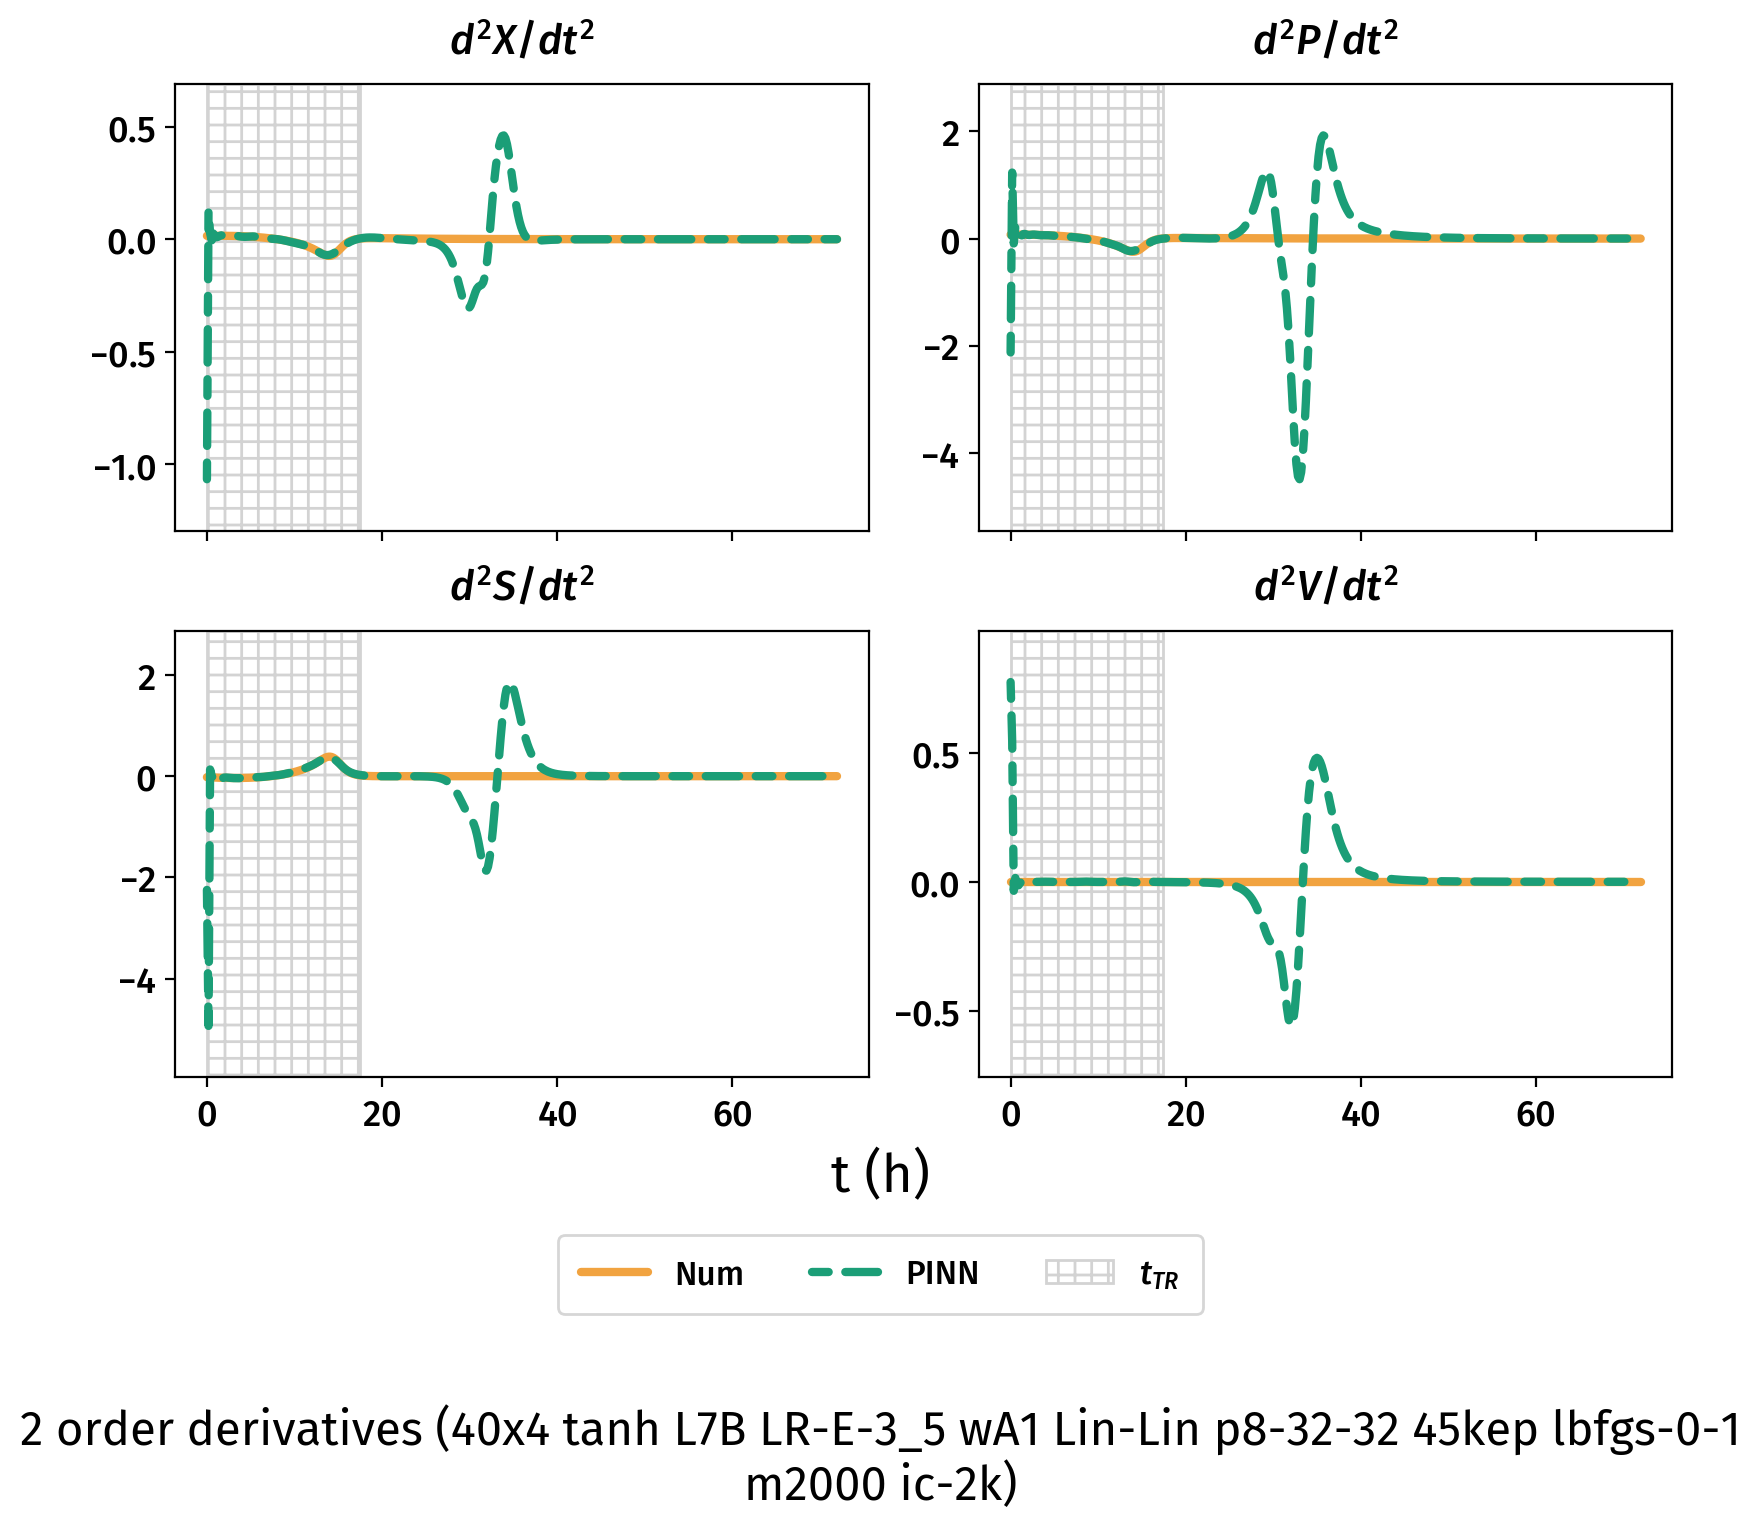 d²X/dt²
d²P/dt²
0.5
0.0
−0.5
−1.0
2
0
−2
−4
d²S/dt²
d²V/dt²
2
0
−2
−4
0 20 40 60
0.5
0.0
−0.5
0 20 40 60
t (h)
Num PINN t_TR
2 order derivatives (40x4 tanh L7B LR-E-3_5 wA1 Lin-Lin p8-32-32 45kep lbfgs-0-1
m2000 ic-2k)